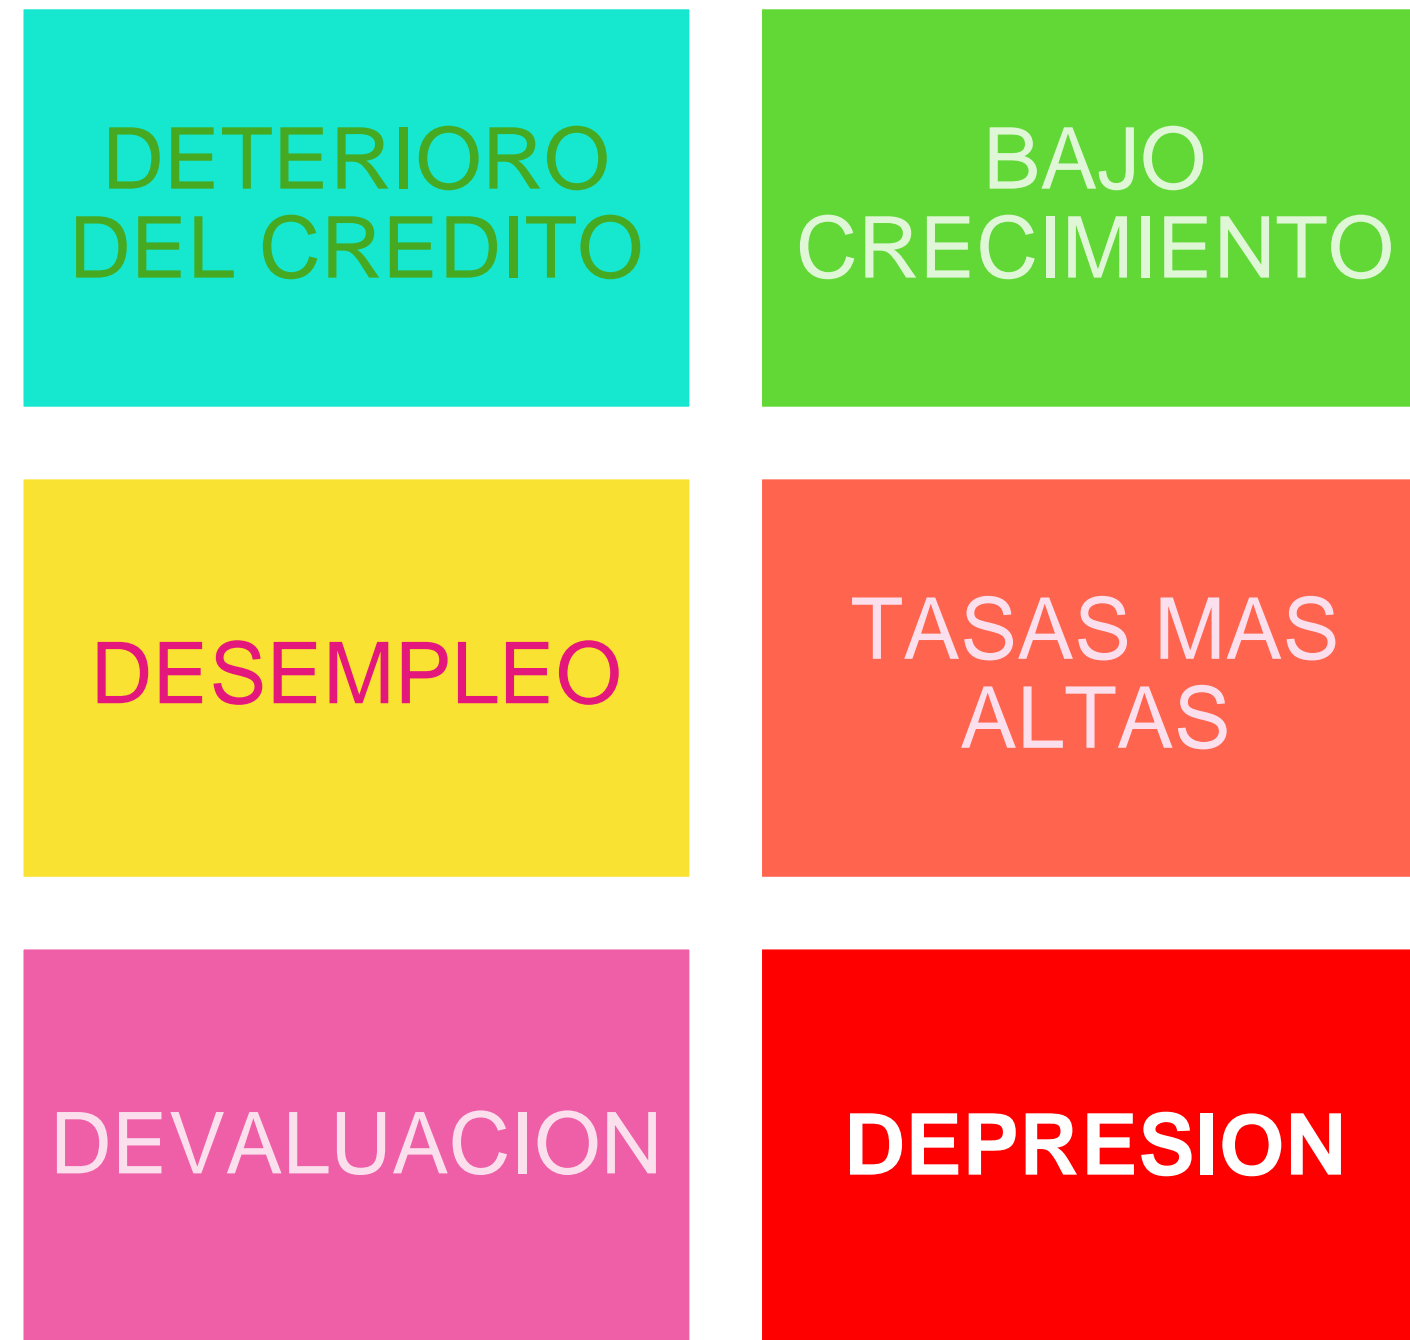 DETERIORO
DEL CREDITO
BAJO
CRECIMIENTO
DESEMPLEO
TASAS MAS
ALTAS
DEVALUACION
DEPRESION